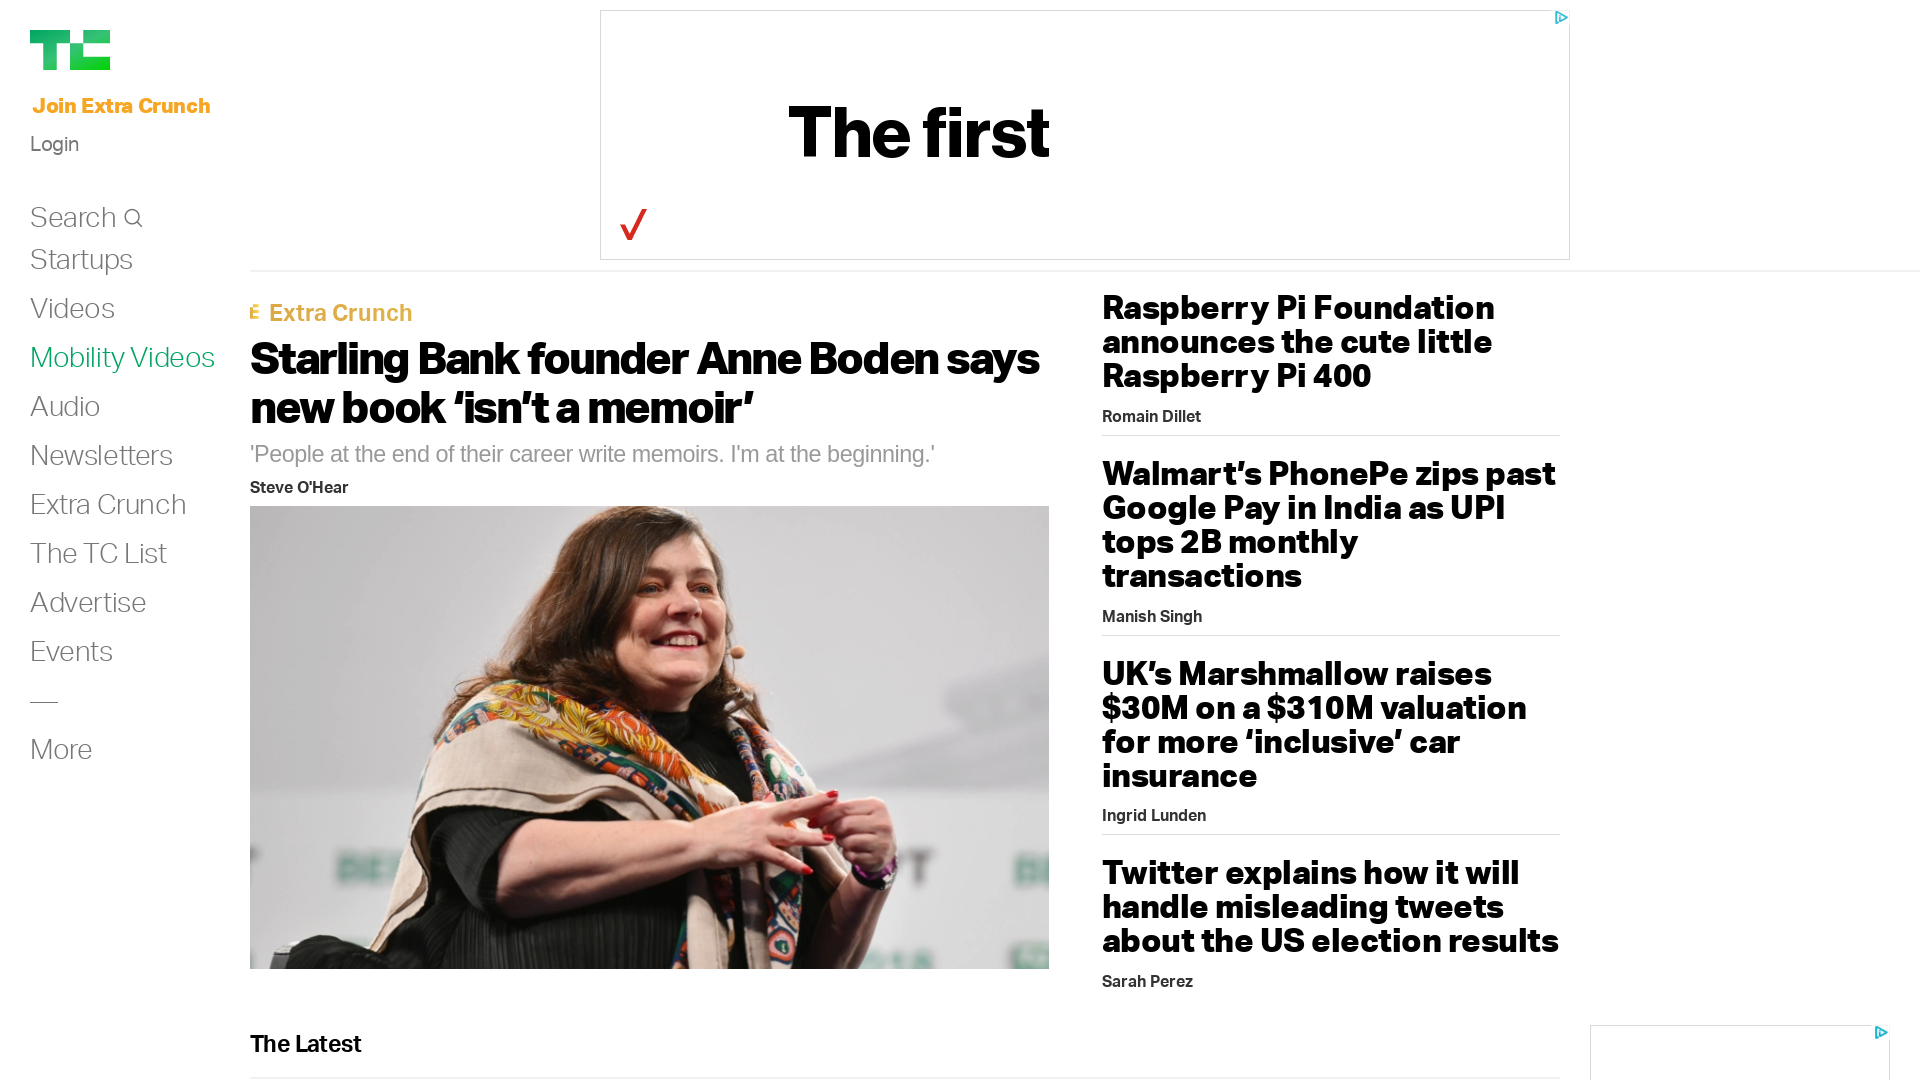 TC
Join Extra Crunch
Login
Search
Startups
Videos
Mobility Videos
Audio
Newsletters
Extra Crunch
The TC List
Advertise
Events
More
The first
Extra Crunch
Starling Bank founder Anne Boden says
new book ‘isn’t a memoir’
'People at the end of their career write memoirs. I'm at the beginning.'
Steve O'Hear
Raspberry Pi Foundation
announces the cute little
Raspberry Pi 400
Romain Dillet
Walmart’s PhonePe zips past
Google Pay in India as UPI
tops 2B monthly
transactions
Manish Singh
UK’s Marshmallow raises
$30M on a $310M valuation
for more ‘inclusive’ car
insurance
Ingrid Lunden
Twitter explains how it will
handle misleading tweets
about the US election results
Sarah Perez
The Latest